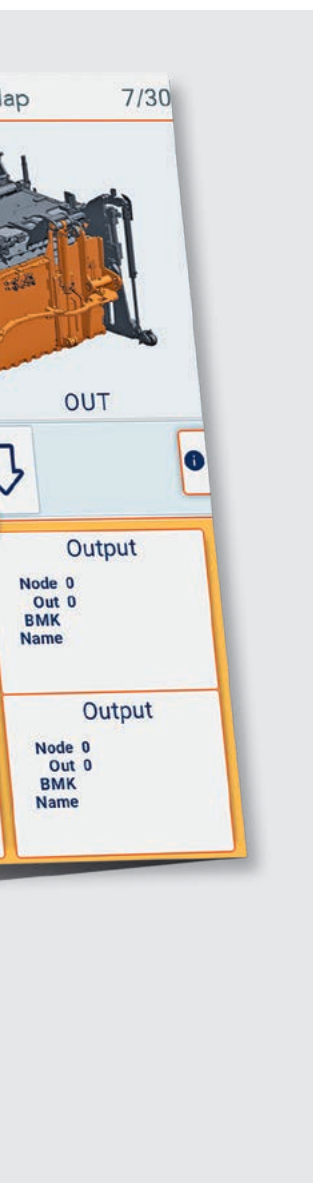 7/30
OUT
Output
Node 0
Out 0
BMK
Name
Output
Node 0
Out 0
BMK
Name